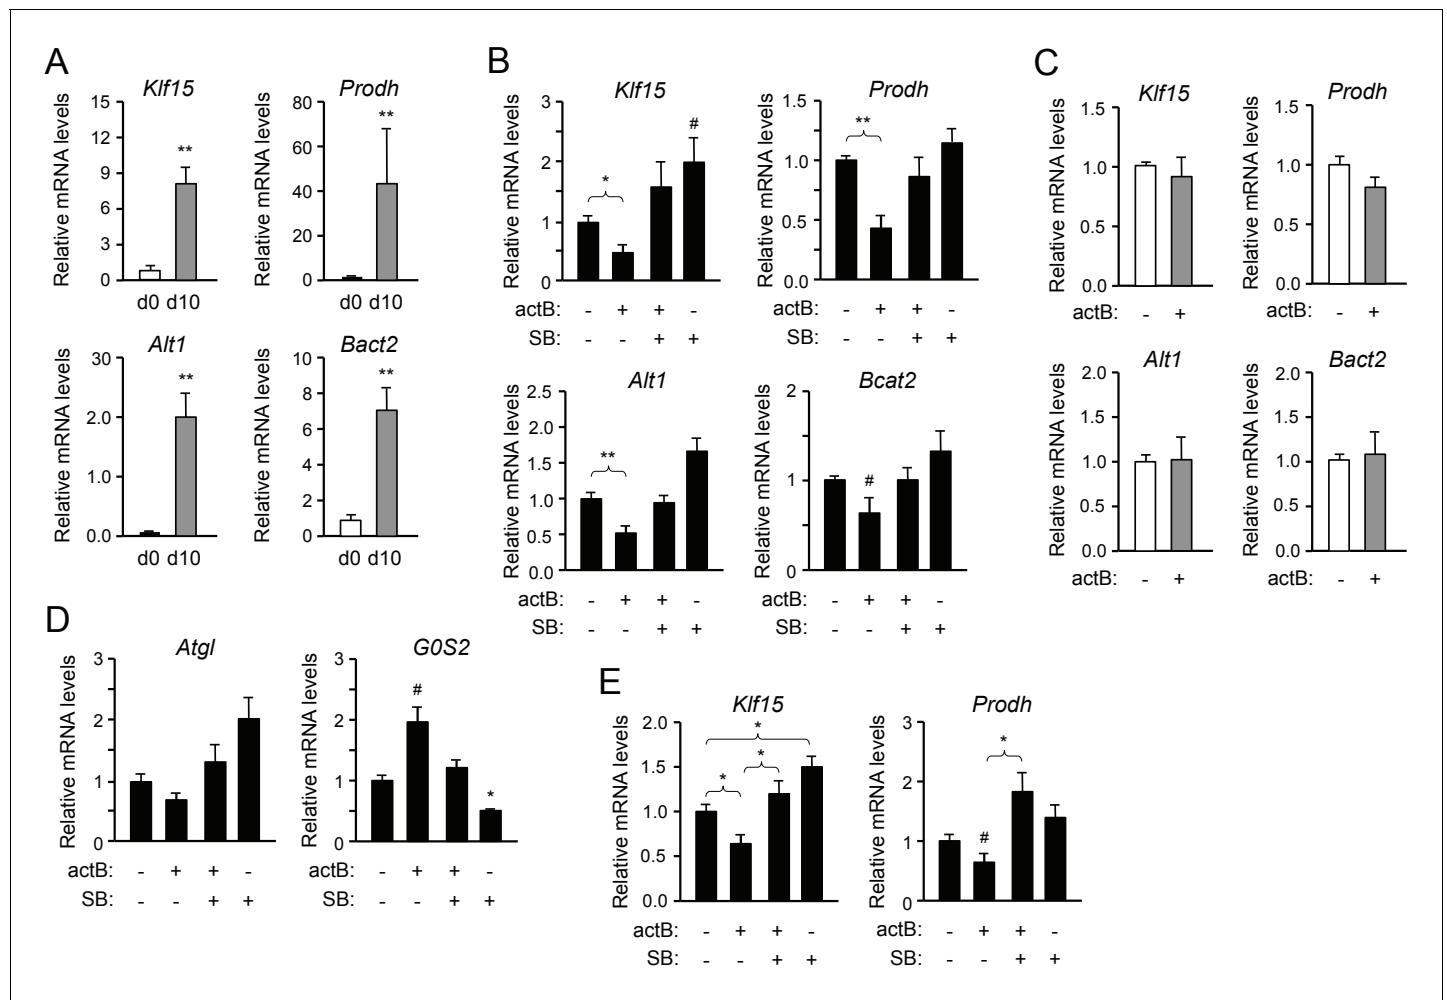 A
Klf15
Relative mRNA levels
15
12
9
6
3
0
**
d0 d10
Prodh
Relative mRNA levels
80
60
40
20
0
**
d0 d10
Alt1
Relative mRNA levels
30
2.0
1.0
0.0
**
d0 d10
Bact2
Relative mRNA levels
10
8
6
4
2
0
**
d0 d10
B
Klf15
Relative mRNA levels
3
2
1
0
*
#
actB: - + + -
SB: - - + +
Prodh
Relative mRNA levels
1.5
1.0
0.5
0.0
**
actB: - + + -
SB: - - + +
Alt1
Relative mRNA levels
2.5
2.0
1.5
1.0
0.5
0.0
**
actB: - + + -
SB: - - + +
Bcat2
Relative mRNA levels
2
1
0
#
actB: - + + -
SB: - - + +
C
Klf15
Relative mRNA levels
1.5
1.0
0.5
0.0
actB: - +
Prodh
Relative mRNA levels
1.5
1.0
0.5
0.0
actB: - +
Alt1
Relative mRNA levels
2.0
1.5
1.0
0.5
0.0
actB: - +
Bact2
Relative mRNA levels
2.0
1.5
1.0
0.5
0.0
actB: - +
D
Atgl
Relative mRNA levels
3
2
1
0
actB: - + + -
SB: - - + +
G0S2
Relative mRNA levels
3
2
1
0
#
*
actB: - + + -
SB: - - + +
E
Klf15
Relative mRNA levels
2.0
1.5
1.0
0.5
0.0
*
*
*
actB: - + + -
SB: - - + +
Prodh
Relative mRNA levels
3
2
1
0
*
#
actB: - + + -
SB: - - + +